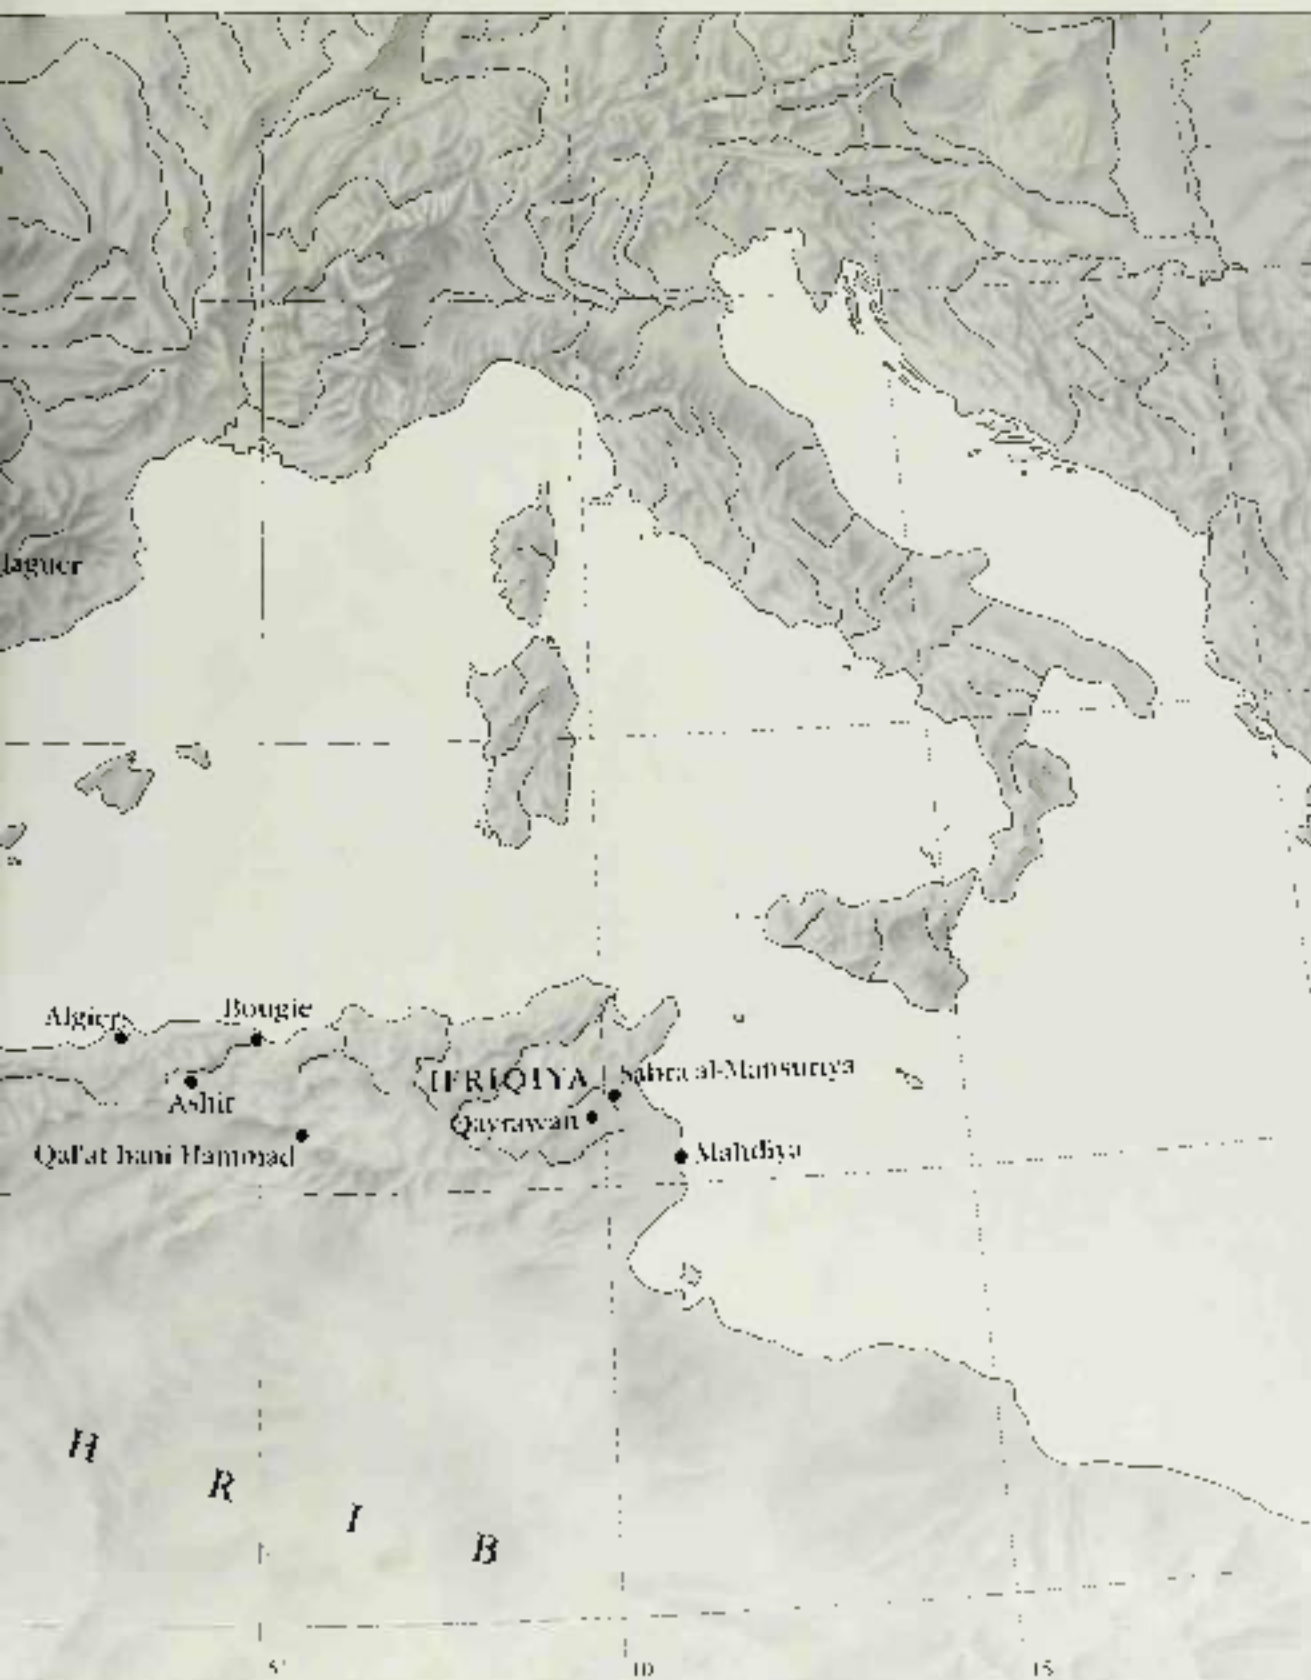 laguer
Algiers
Bougie
IFRIQIYA
Sabra al-Mansuriya
Ashir
Qayrawan
Qal'at bani Hammad
Mahdiya
H
R
I
B
5°
10
15